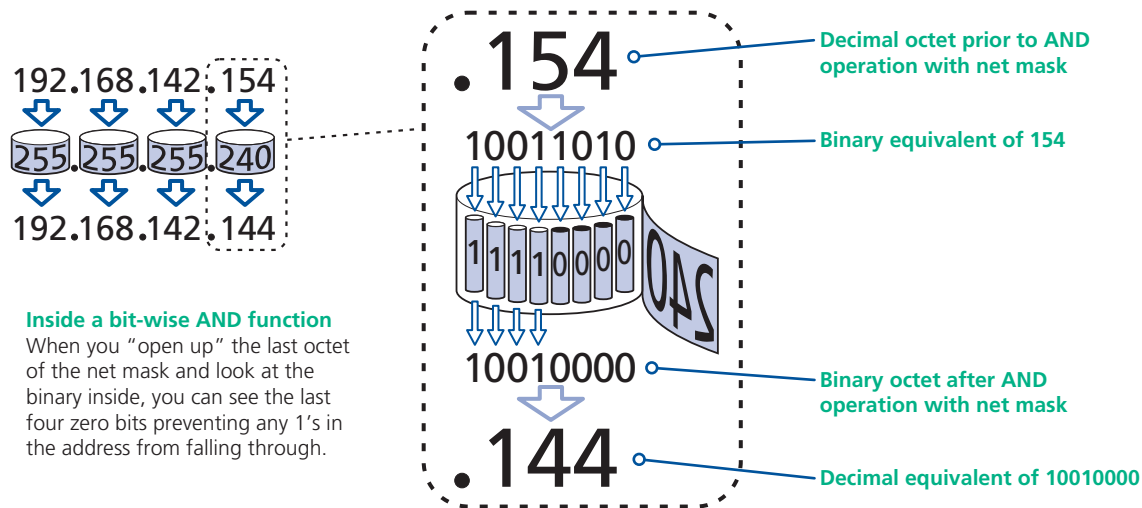 192.168.142.154
255.255.255.240
192.168.142.144
Inside a bit-wise AND function
When you “open up” the last octet
of the net mask and look at the
binary inside, you can see the last
four zero bits preventing any 1’s in
the address from falling through.
.154
10011010
11110000
240
10010000
.144
Decimal octet prior to AND
operation with net mask
Binary equivalent of 154
Binary octet after AND
operation with net mask
Decimal equivalent of 10010000